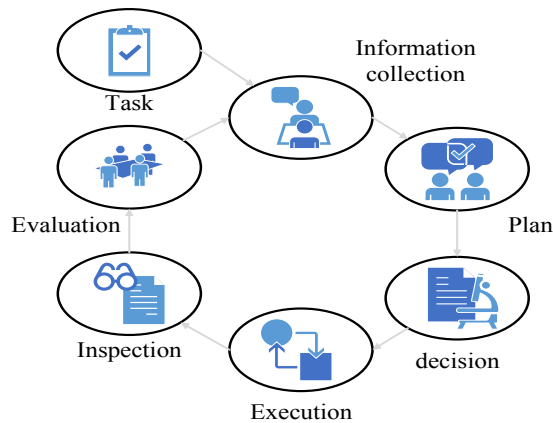 Information
collection
Task
Evaluation
Plan
Inspection
decision
Execution